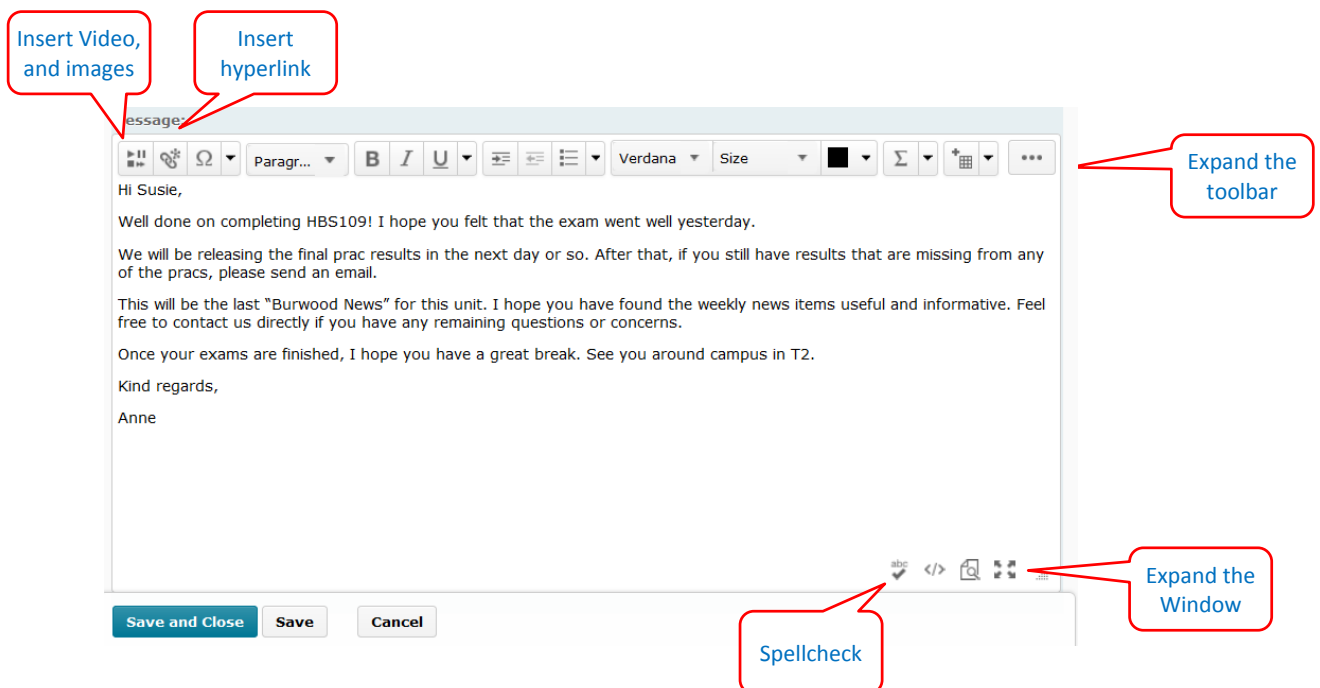 Insert Video,
and images
Insert
hyperlink
essage:
Ω Paragr... B I U Verdana Size Σ •••
Expand the
toolbar
Hi Susie,
Well done on completing HBS109! I hope you felt that the exam went well yesterday.
We will be releasing the final prac results in the next day or so. After that, if you still have results that are missing from any
of the pracs, please send an email.
This will be the last “Burwood News” for this unit. I hope you have found the weekly news items useful and informative. Feel
free to contact us directly if you have any remaining questions or concerns.
Once your exams are finished, I hope you have a great break. See you around campus in T2.
Kind regards,
Anne
abc </>
Expand the
Window
Save and Close Save Cancel
Spellcheck